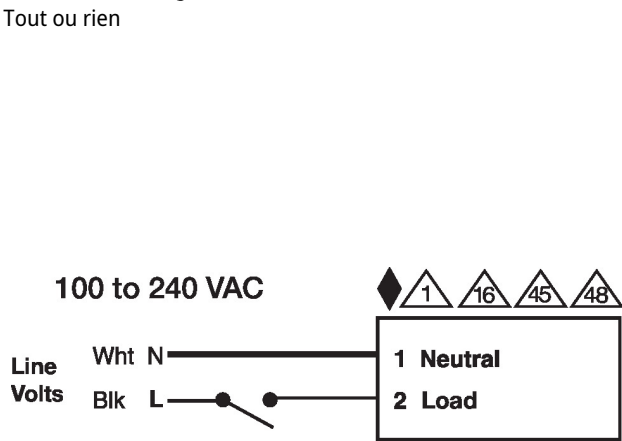 Tout ou rien
100 to 240 VAC
1 16 45 48
Line Volts
Wht N
1 Neutral
Blk L
2 Load